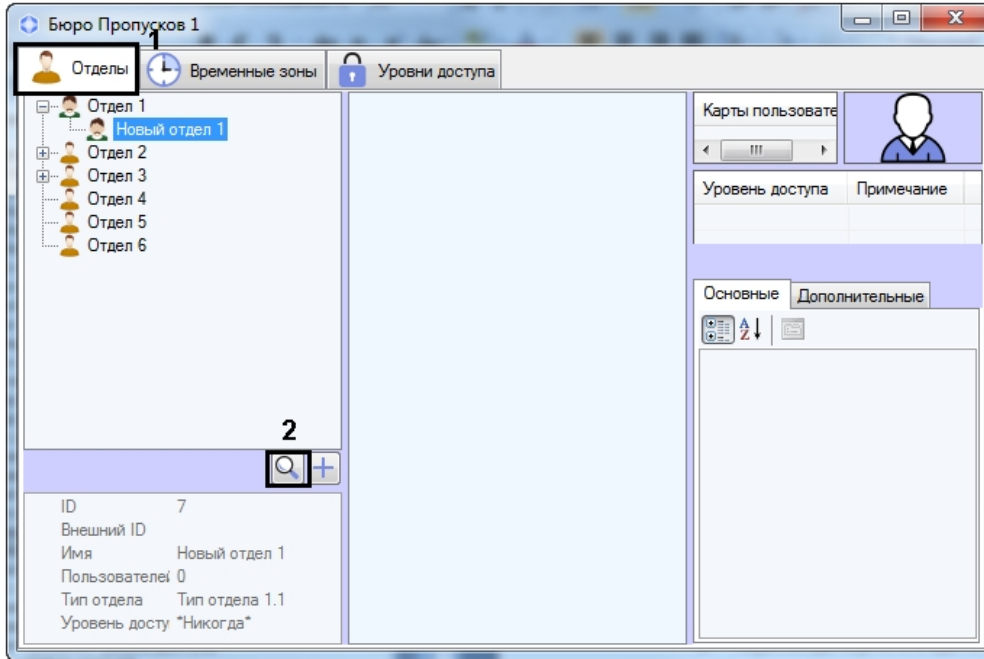 Бюро Пропусков 1
1
Отделы
Временные зоны
Уровни доступа
Отдел 1
Новый отдел 1
Отдел 2
Отдел 3
Отдел 4
Отдел 5
Отдел 6
2
ID 7
Внешний ID
Имя Новый отдел 1
Пользователей 0
Тип отдела Тип отдела 1.1
Уровень досту *Никогда*
Карты пользовате
Уровень доступа Примечание
Основные Дополнительные
A
Z